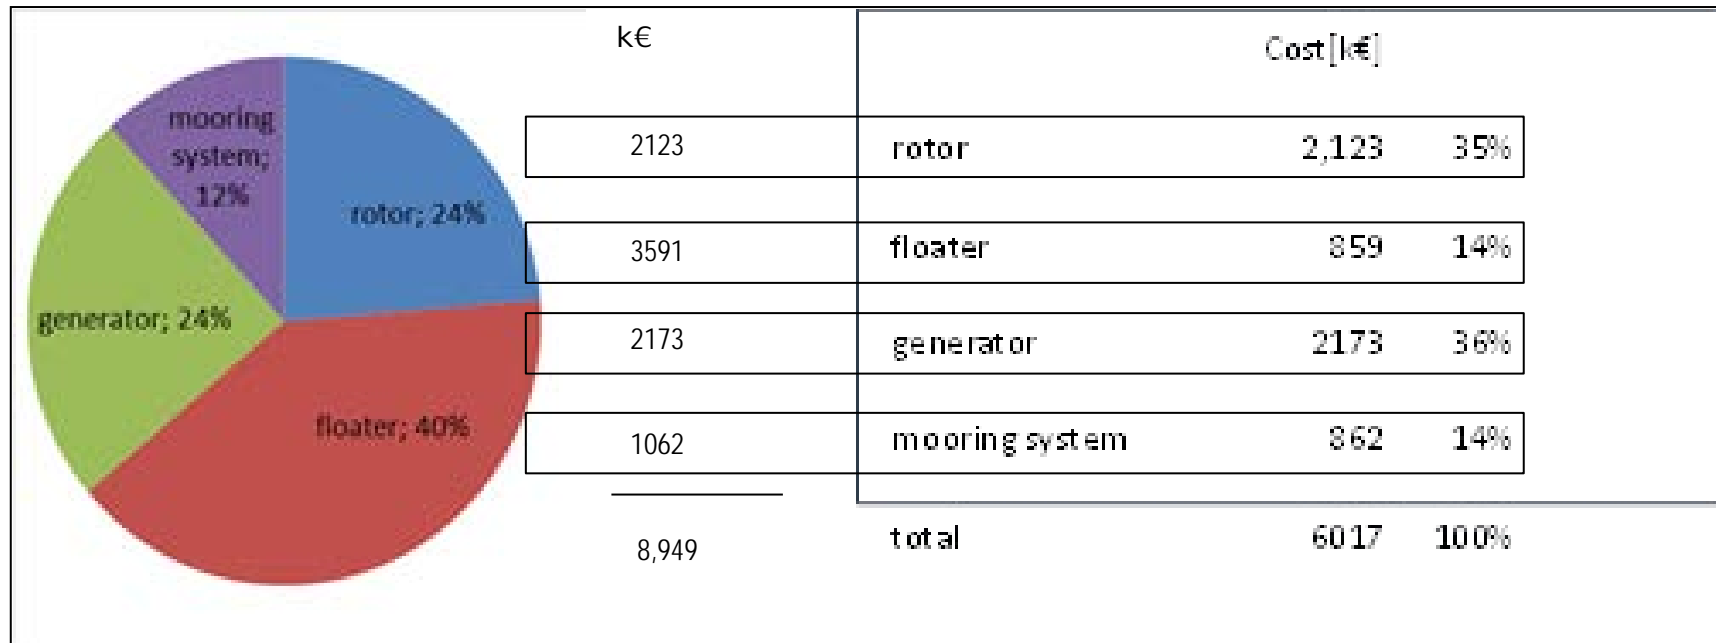 k€
Cost[k€]
mooring
system;
12%
rotor; 24%
generator; 24%
floater; 40%
2123 rotor 2,123 35%
3591 floater 859 14%
2173 generator 2173 36%
1062 mooring system 862 14%
8,949 total 6017 100%